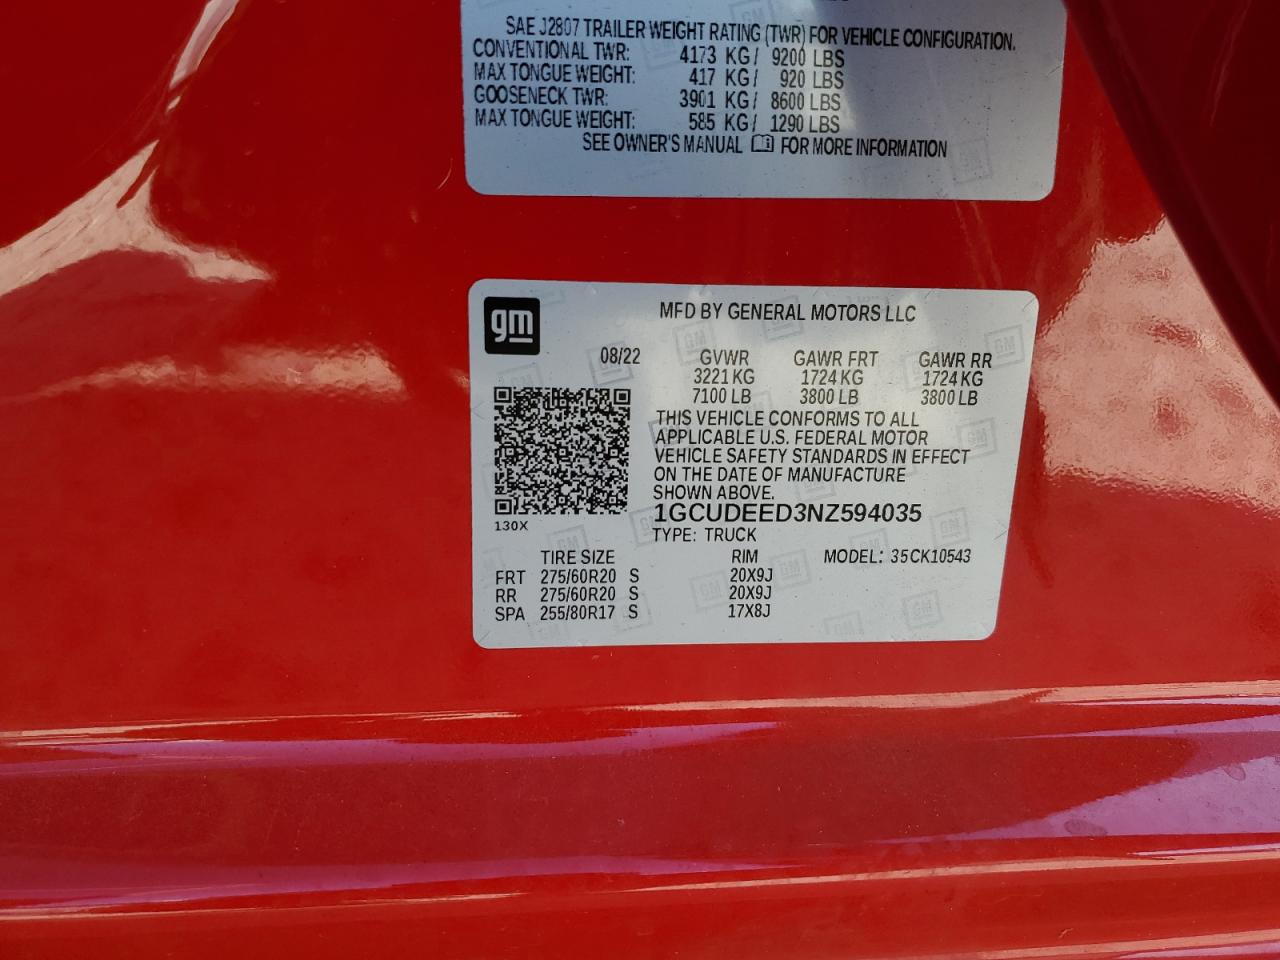 SAE J2807 TRAILER WEIGHT RATING (TWR) FOR VEHICLE CONFIGURATION.
CONVENTIONAL TWR: 4173 KG/ 9200 LBS
MAX TONGUE WEIGHT: 417 KG/ 920 LBS
GOOSENECK TWR: 3901 KG/ 8600 LBS
MAX TONGUE WEIGHT: 585 KG/ 1290 LBS
SEE OWNER'S MANUAL FOR MORE INFORMATION
gm
MFD BY GENERAL MOTORS LLC
08/22 GVWR GAWR FRT GAWR RR
3221 KG 1724 KG 1724 KG
7100 LB 3800 LB 3800 LB
THIS VEHICLE CONFORMS TO ALL
APPLICABLE U.S. FEDERAL MOTOR
VEHICLE SAFETY STANDARDS IN EFFECT
ON THE DATE OF MANUFACTURE
SHOWN ABOVE.
1GCUDEED3NZ594035
130X
TYPE: TRUCK
TIRE SIZE RIM MODEL: 35CK10543
FRT 275/60R20 S 20X9J
RR 275/60R20 S 20X9J
SPA 255/80R17 S 17X8J